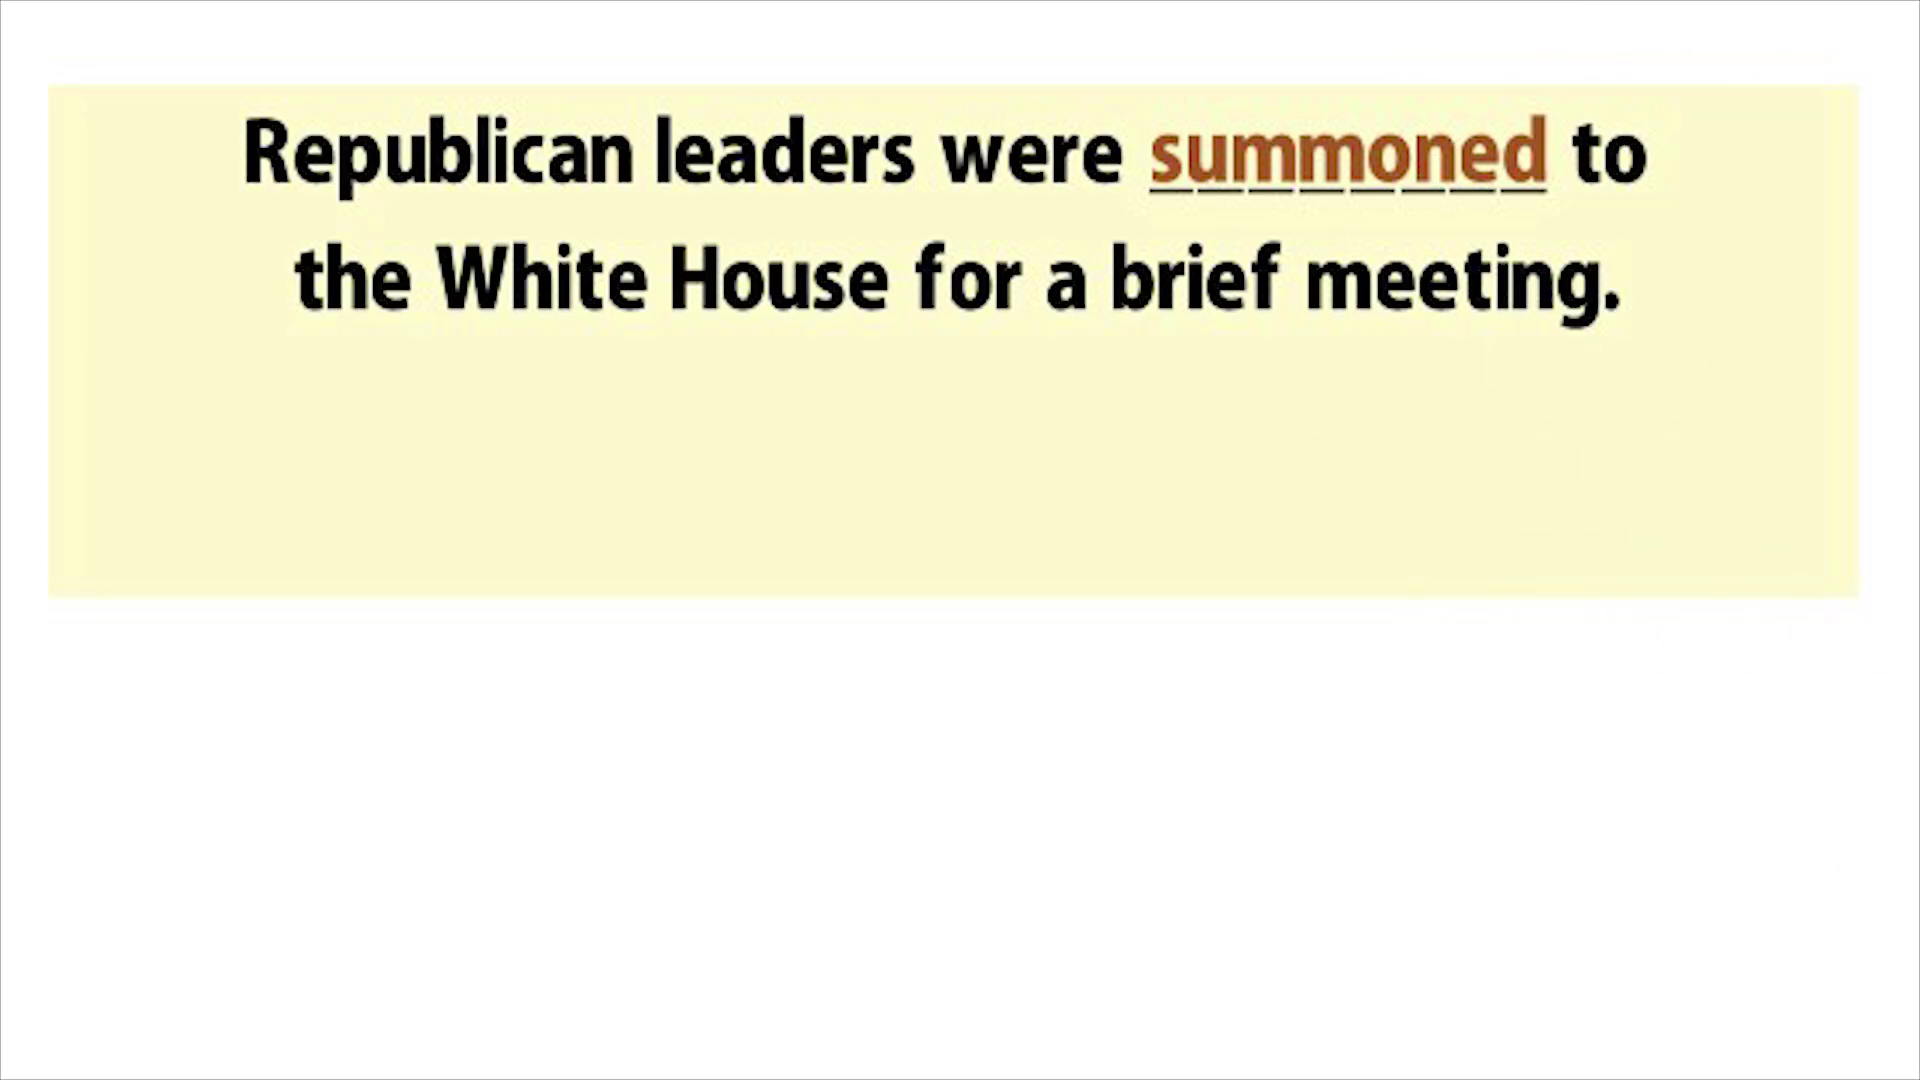 Republican leaders were summoned to
the White House for a brief meeting.